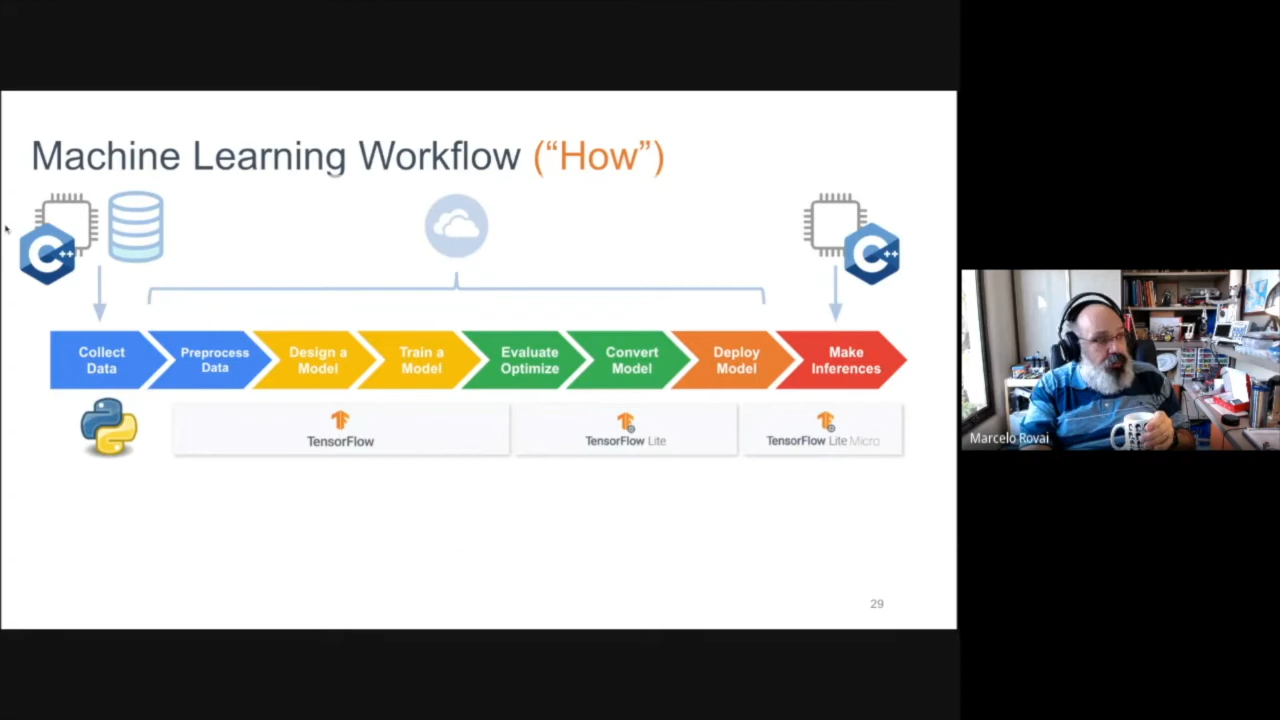 Machine Learning Workflow (“How”)
C++
C++
Collect
Data
Preprocess
Data
Design a
Model
Train a
Model
Evaluate
Optimize
Convert
Model
Deploy
Model
Make
Inferences
TensorFlow
TensorFlow Lite
TensorFlow Lite Micro
29
Marcelo Rovai